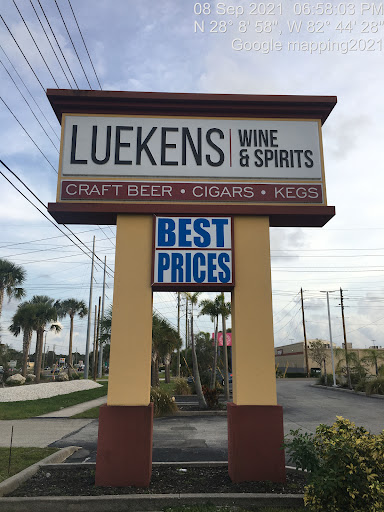 08 Sep 2021  06:58:03 PM
N 28° 8' 58", W 82° 44' 28"
Google mapping2021
LUEKENS WINE
& SPIRITS
CRAFT BEER • CIGARS • KEGS
BEST
PRICES